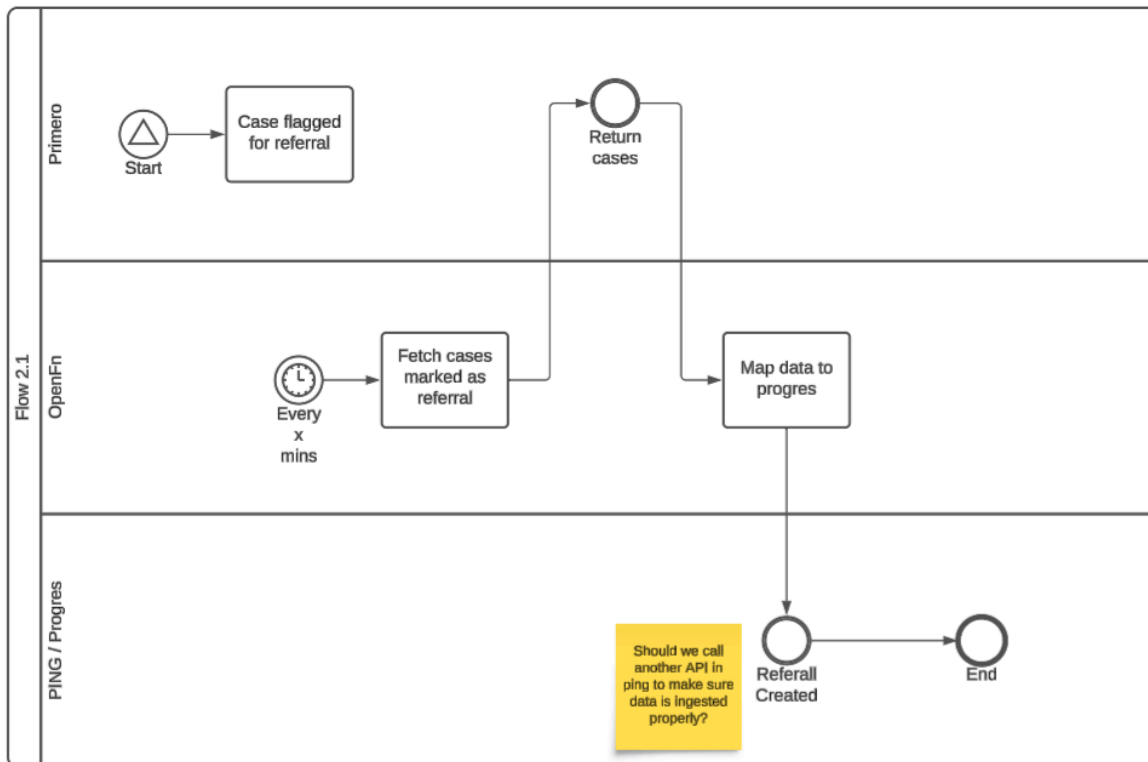 Flow 2.1
Primero
Start
Case flagged
for referral
Return
cases
OpenFn
Every
x
mins
Fetch cases
marked as
referral
Map data to
progres
PING / Progres
Should we call
another API in
ping to make sure
data is ingested
properly?
Referall
Created
End